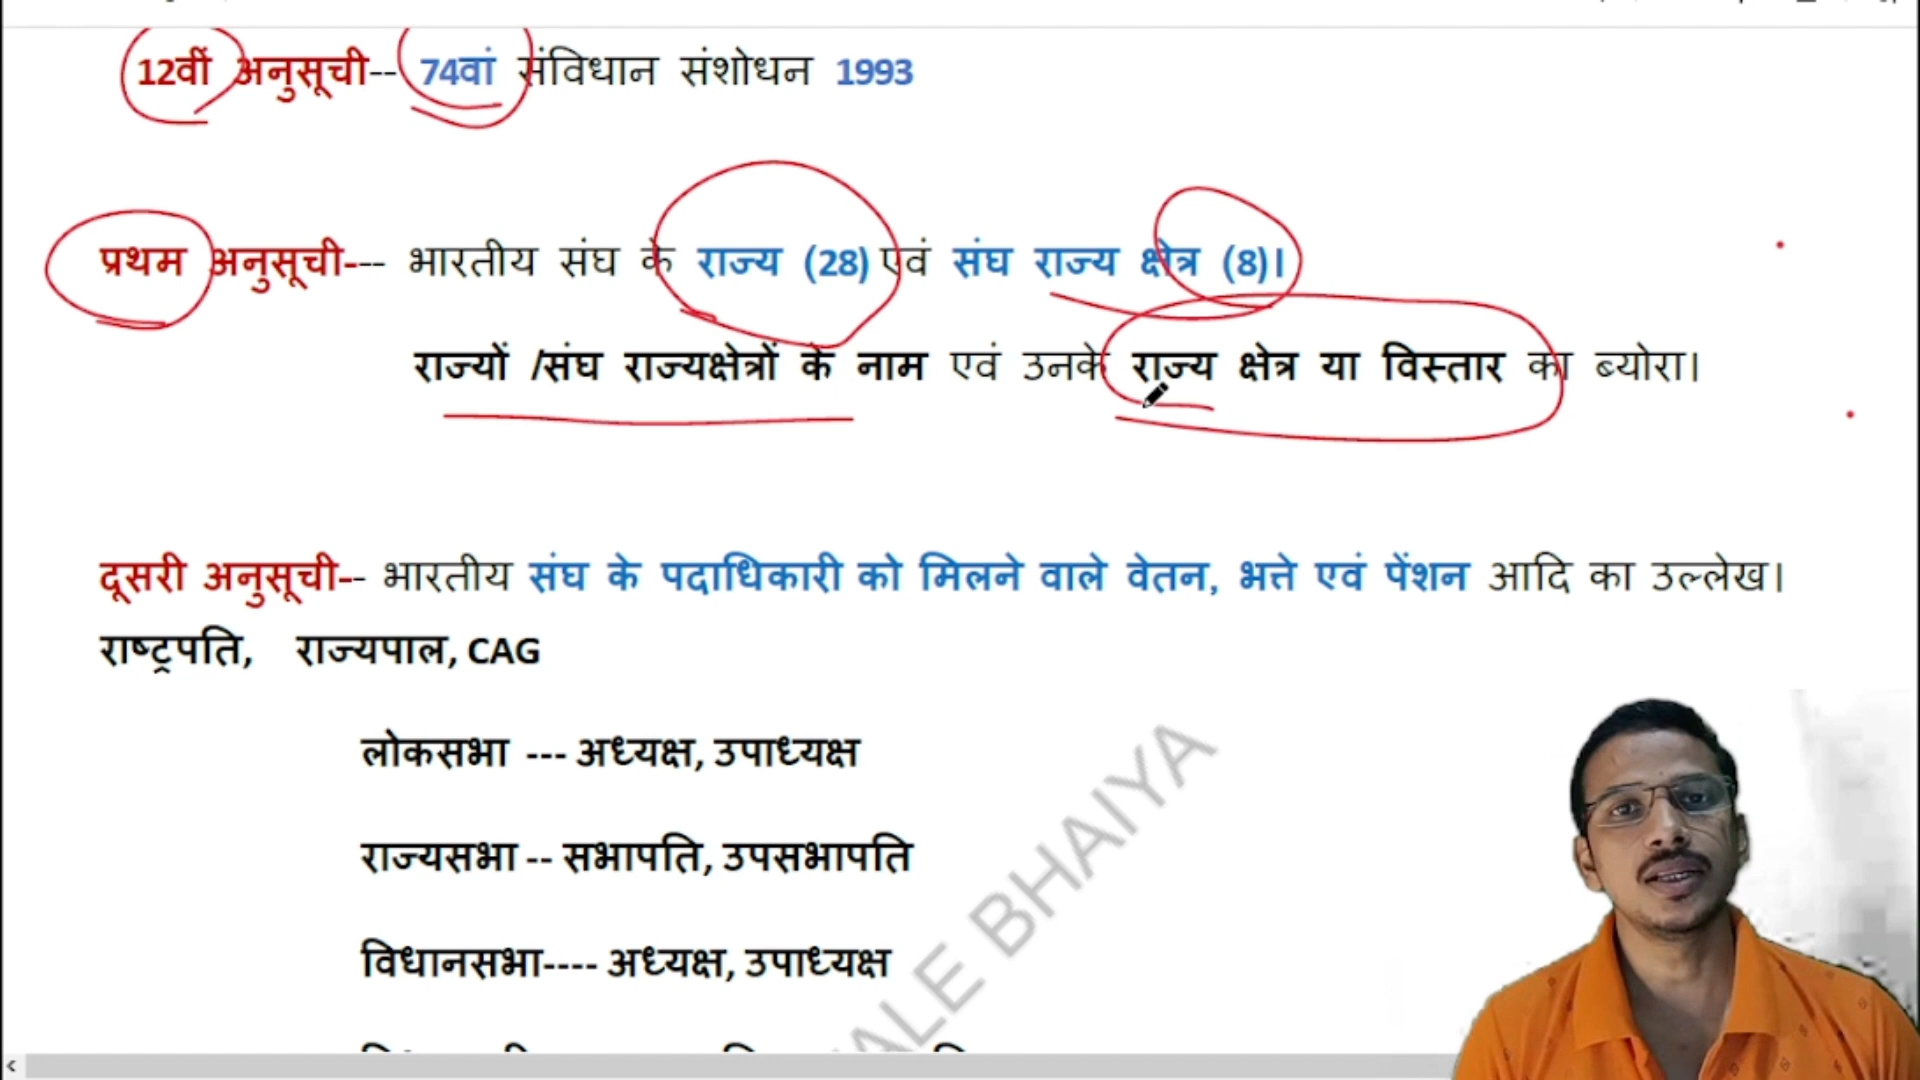 12वीं अनुसूची-- 74वां संविधान संशोधन 1993
प्रथम अनुसूची--- भारतीय संघ के राज्य (28) एवं संघ राज्य क्षेत्र (8)।
राज्यों /संघ राज्यक्षेत्रों के नाम एवं उनके राज्य क्षेत्र या विस्तार का ब्योरा।
दूसरी अनुसूची-- भारतीय संघ के पदाधिकारी को मिलने वाले वेतन, भत्ते एवं पेंशन आदि का उल्लेख।
राष्ट्रपति, राज्यपाल, CAG
लोकसभा --- अध्यक्ष, उपाध्यक्ष
राज्यसभा -- सभापति, उपसभापति
विधानसभा---- अध्यक्ष, उपाध्यक्ष
BHAIYA